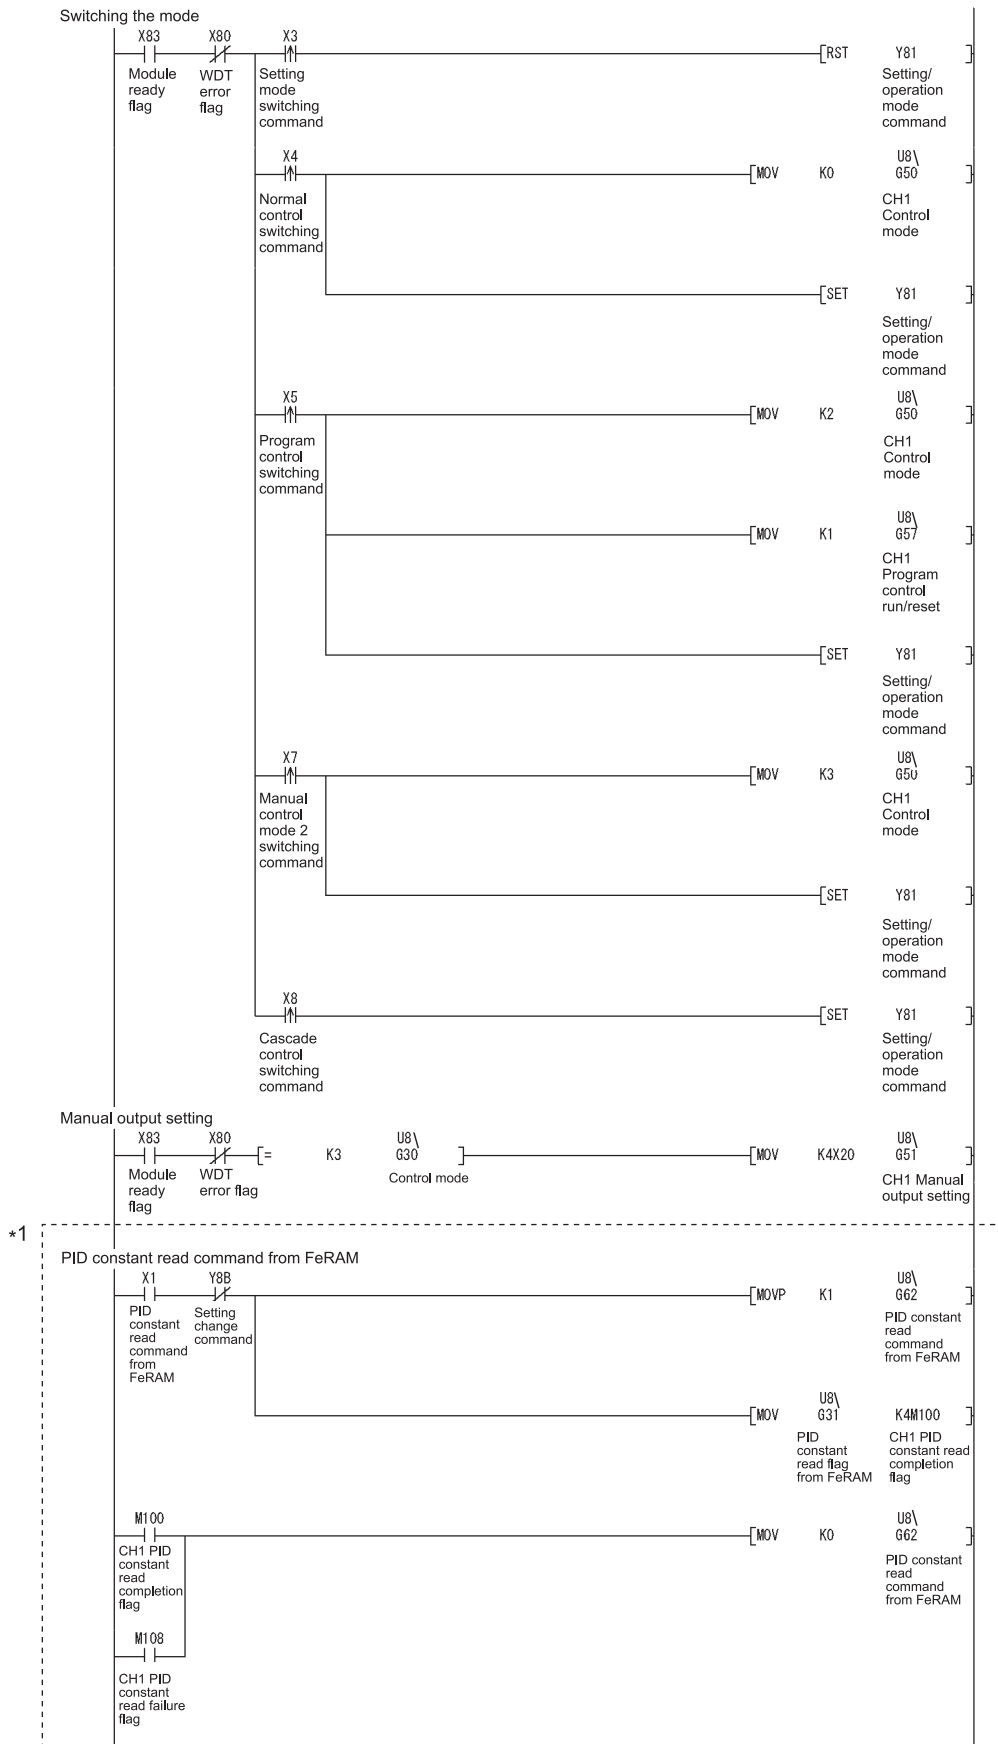 Switching the mode
X83 X80 X3
[RST Y81 ]
Module ready flag
WDT error flag
Setting mode switching command
Setting/ operation mode command
X4
[MOV K0 U8\ G50 ]
Normal control switching command
CH1 Control mode
[SET Y81 ]
Setting/ operation mode command
X5
[MOV K2 U8\ G50 ]
Program control switching command
CH1 Control mode
[MOV K1 U8\ G57 ]
CH1 Program control run/reset
[SET Y81 ]
Setting/ operation mode command
X7
[MOV K3 U8\ G50 ]
Manual control mode 2 switching command
CH1 Control mode
[SET Y81 ]
Setting/ operation mode command
X8
[SET Y81 ]
Cascade control switching command
Setting/ operation mode command
Manual output setting
X83 X80
[= K3 U8\ G30 ]
[MOV K4X20 U8\ G51 ]
Module ready flag
WDT error flag
Control mode
CH1 Manual output setting
*1
PID constant read command from FeRAM
X1 Y8B
[MOVP K1 U8\ G62 ]
PID constant read command from FeRAM
Setting change command
PID constant read command from FeRAM
[MOV U8\ G31 K4M100 ]
PID constant read flag from FeRAM
CH1 PID constant read completion flag
M100
[MOV K0 U8\ G62 ]
CH1 PID constant read completion flag
PID constant read command from FeRAM
M108
CH1 PID constant read failure flag